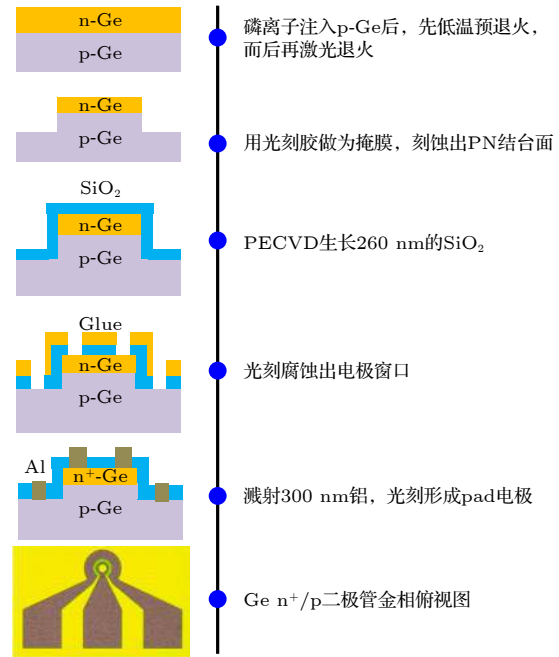 n-Ge
p-Ge
磷离子注入p-Ge后，先低温预退火，
而后再激光退火
n-Ge
p-Ge
用光刻胶做为掩膜，刻蚀出PN结台面
SiO₂
n-Ge
p-Ge
PECVD生长260 nm的SiO₂
Glue
n-Ge
p-Ge
光刻腐蚀出电极窗口
Al
n⁺-Ge
p-Ge
溅射300 nm铝，光刻形成pad电极
Ge n⁺/p二极管金相俯视图